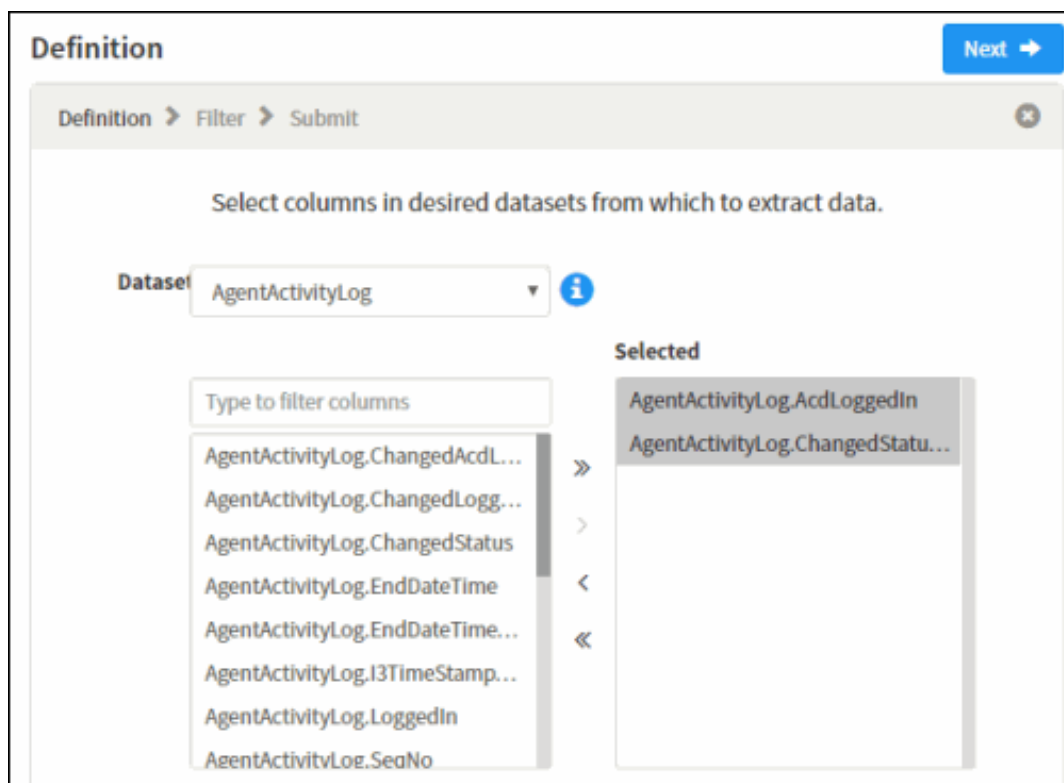 Definition
Next
Definition Filter Submit
Select columns in desired datasets from which to extract data.
Dataset
AgentActivityLog
Selected
Type to filter columns
AgentActivityLog.ChangedAcdL...
AgentActivityLog.ChangedLogg...
AgentActivityLog.ChangedStatus
AgentActivityLog.EndDateTime
AgentActivityLog.EndDateTime...
AgentActivityLog.I3TimeStamp...
AgentActivityLog.LoggedIn
AgentActivityLog.SeqNo
AgentActivityLog.AcdLoggedIn
AgentActivityLog.ChangedStatu...